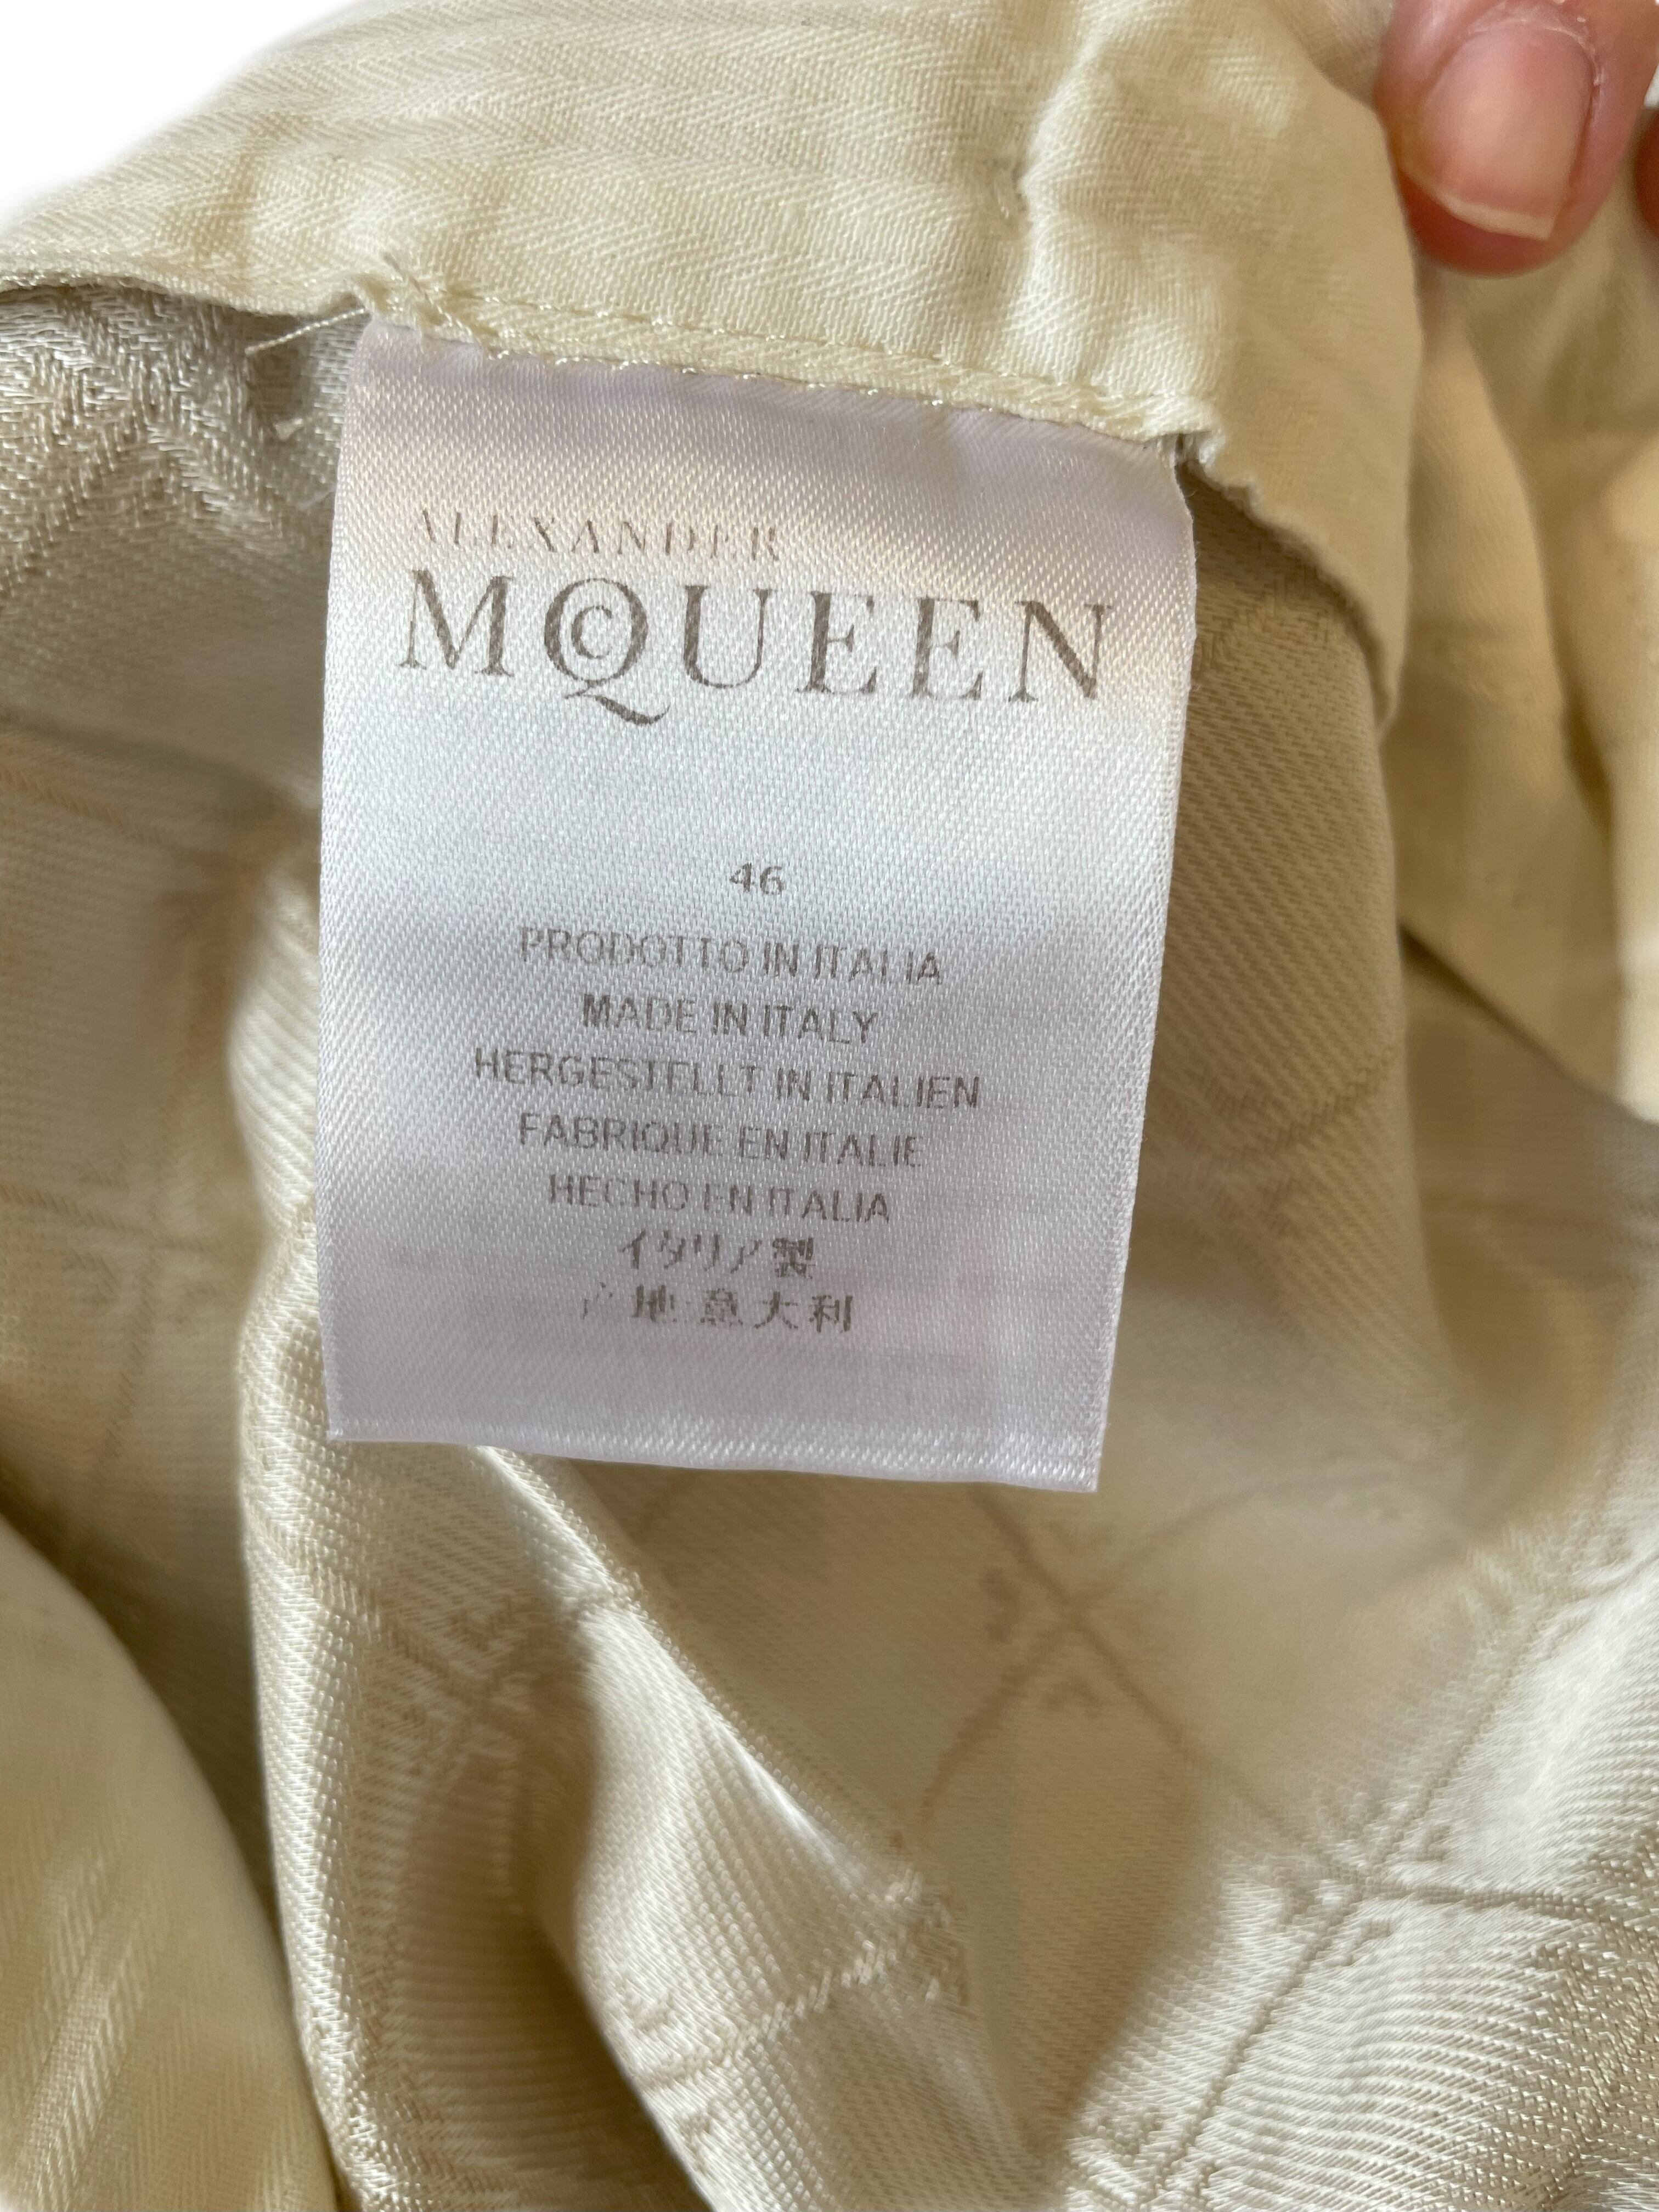 ALEXANDER
MCQUEEN
46
PRODOTTO IN ITALIA
MADE IN ITALY
HERGESTELLT IN ITALIEN
FABRIQUE EN ITALIE
HECHO EN ITALIA
イタリア製
产地:意大利